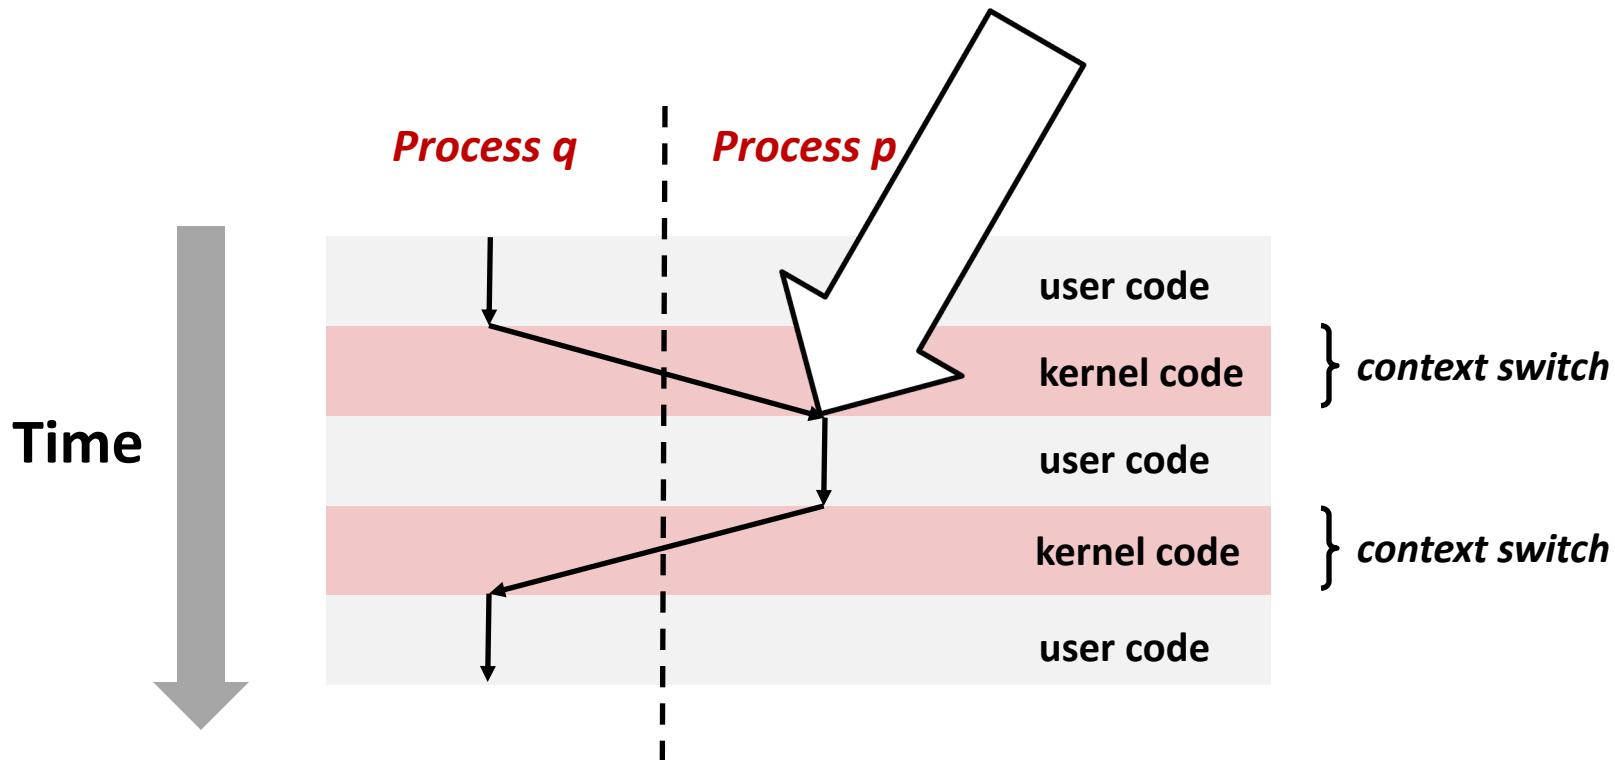 Process q
Process p
user code
kernel code
context switch
Time
user code
kernel code
context switch
user code